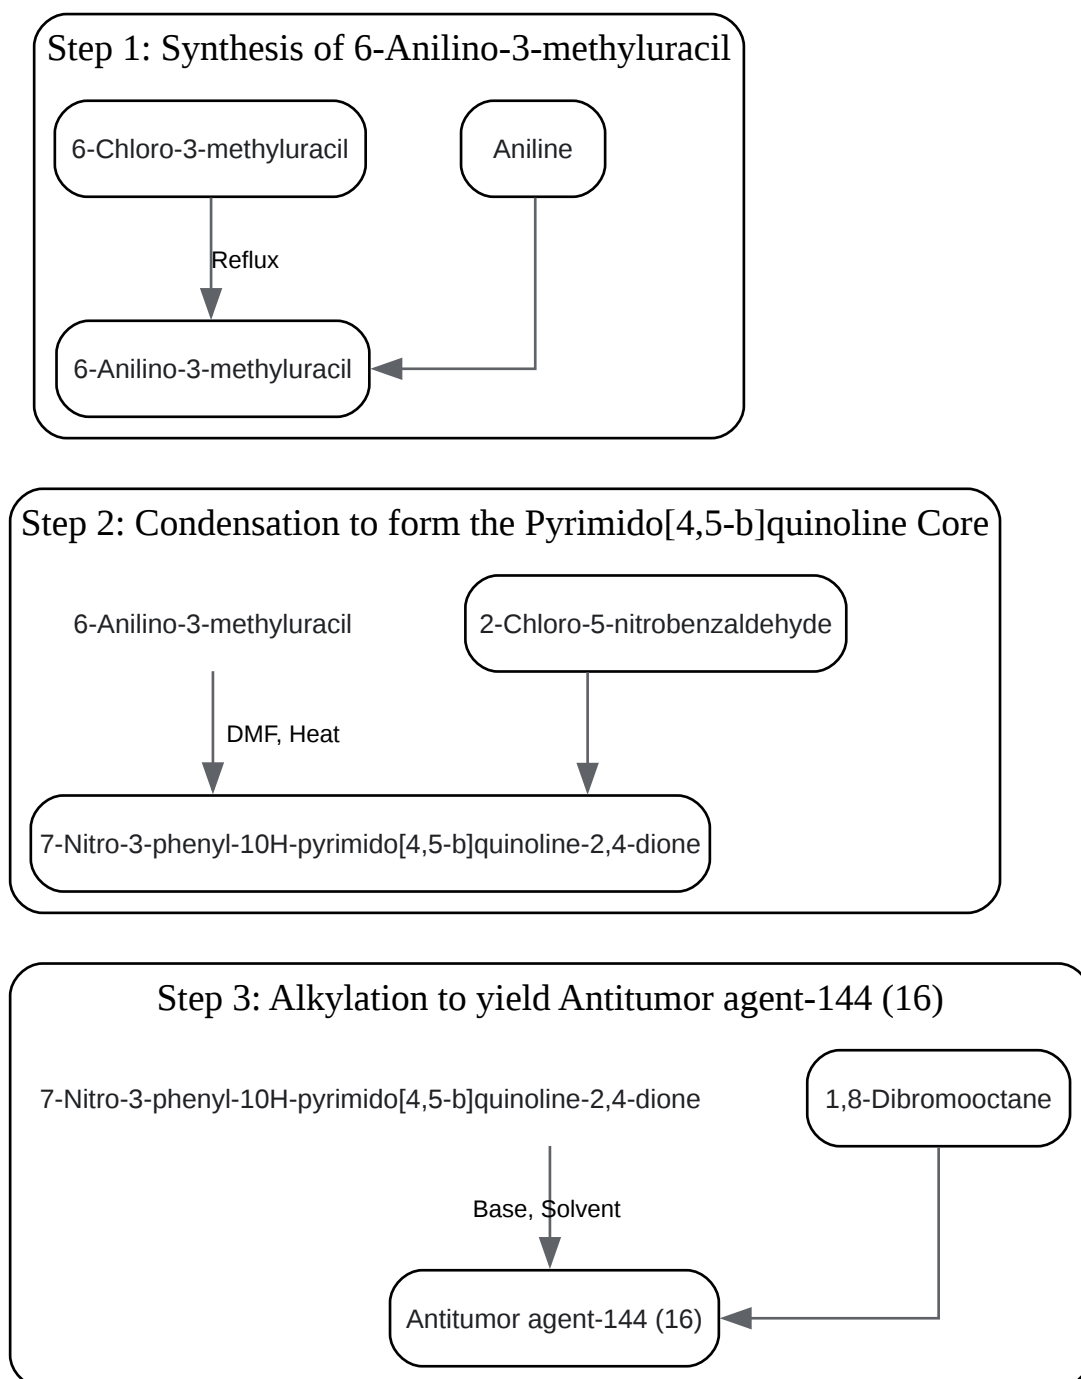 Step 1: Synthesis of 6-Anilino-3-methyluracil
6-Chloro-3-methyluracil
Aniline
Reflux
6-Anilino-3-methyluracil
Step 2: Condensation to form the Pyrimido[4,5-b]quinoline Core
6-Anilino-3-methyluracil
2-Chloro-5-nitrobenzaldehyde
DMF, Heat
7-Nitro-3-phenyl-10H-pyrimido[4,5-b]quinoline-2,4-dione
Step 3: Alkylation to yield Antitumor agent-144 (16)
7-Nitro-3-phenyl-10H-pyrimido[4,5-b]quinoline-2,4-dione
1,8-Dibromooctane
Base, Solvent
Antitumor agent-144 (16)